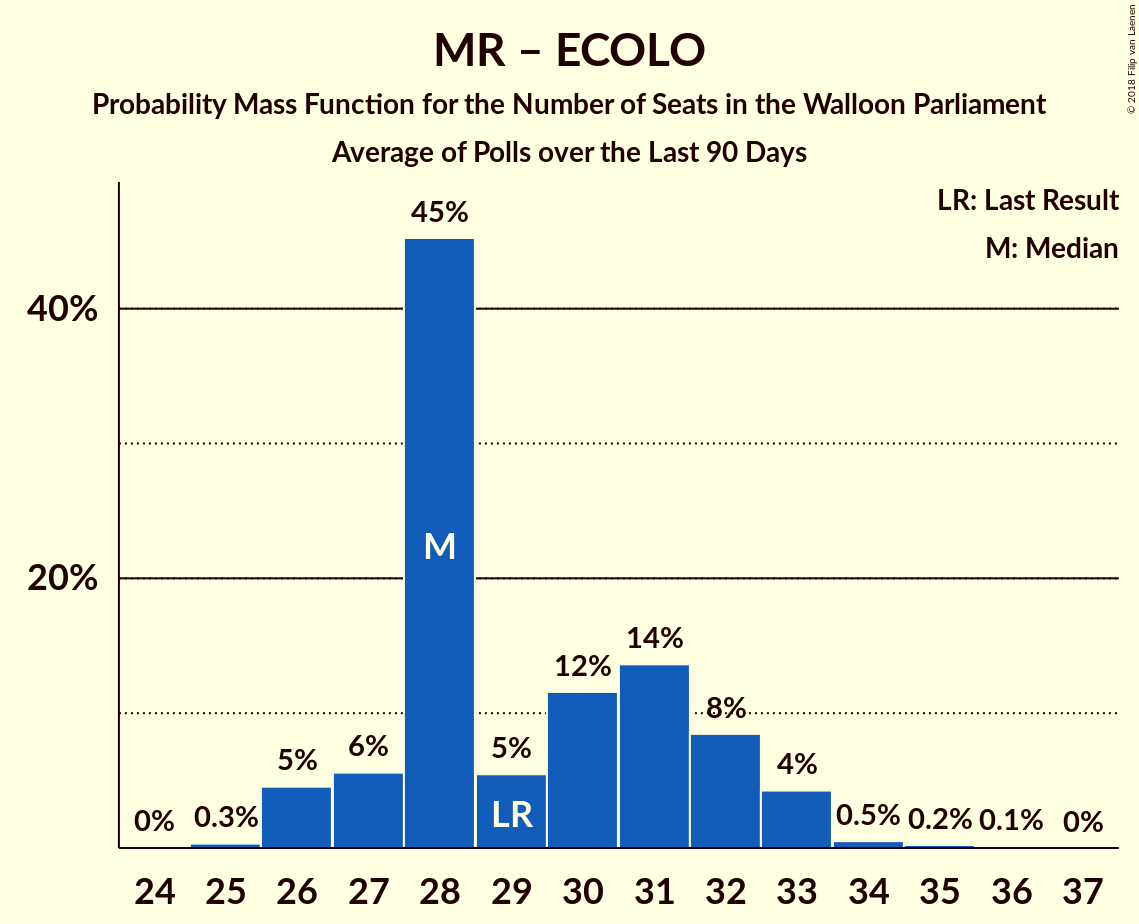 MR – ECOLO
Probability Mass Function for the Number of Seats in the Walloon Parliament
Average of Polls over the Last 90 Days
© 2018 Filip van Laenen
LR: Last Result
M: Median
45%
40%
M
20%
14%
12%
8%
6%
5%
5%
4%
0%
0.3%
LR
0.5%
0.2%
0.1%
0%
24 25 26 27 28 29 30 31 32 33 34 35 36 37